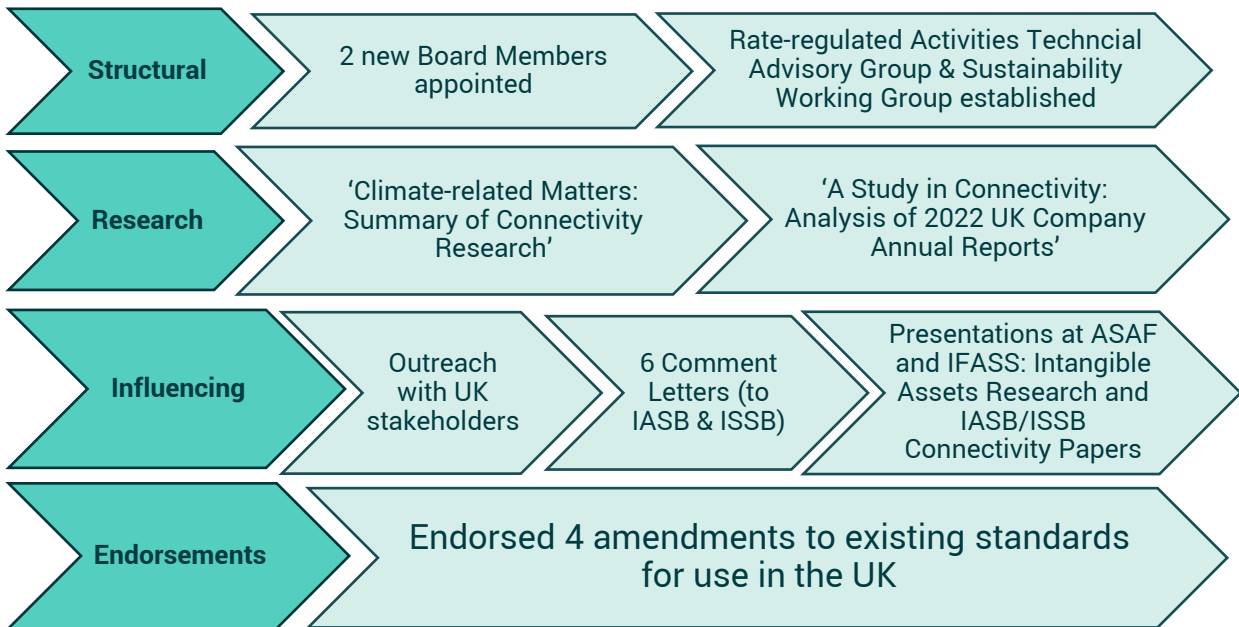 Structural
2 new Board Members
appointed
Rate-regulated Activities Techncial
Advisory Group & Sustainability
Working Group established
Research
‘Climate-related Matters:
Summary of Connectivity
Research’
‘A Study in Connectivity:
Analysis of 2022 UK Company
Annual Reports’
Influencing
Outreach
with UK
stakeholders
6 Comment
Letters (to
IASB & ISSB)
Presentations at ASAF
and IFASS: Intangible
Assets Research and
IASB/ISSB
Connectivity Papers
Endorsements
Endorsed 4 amendments to existing standards
for use in the UK